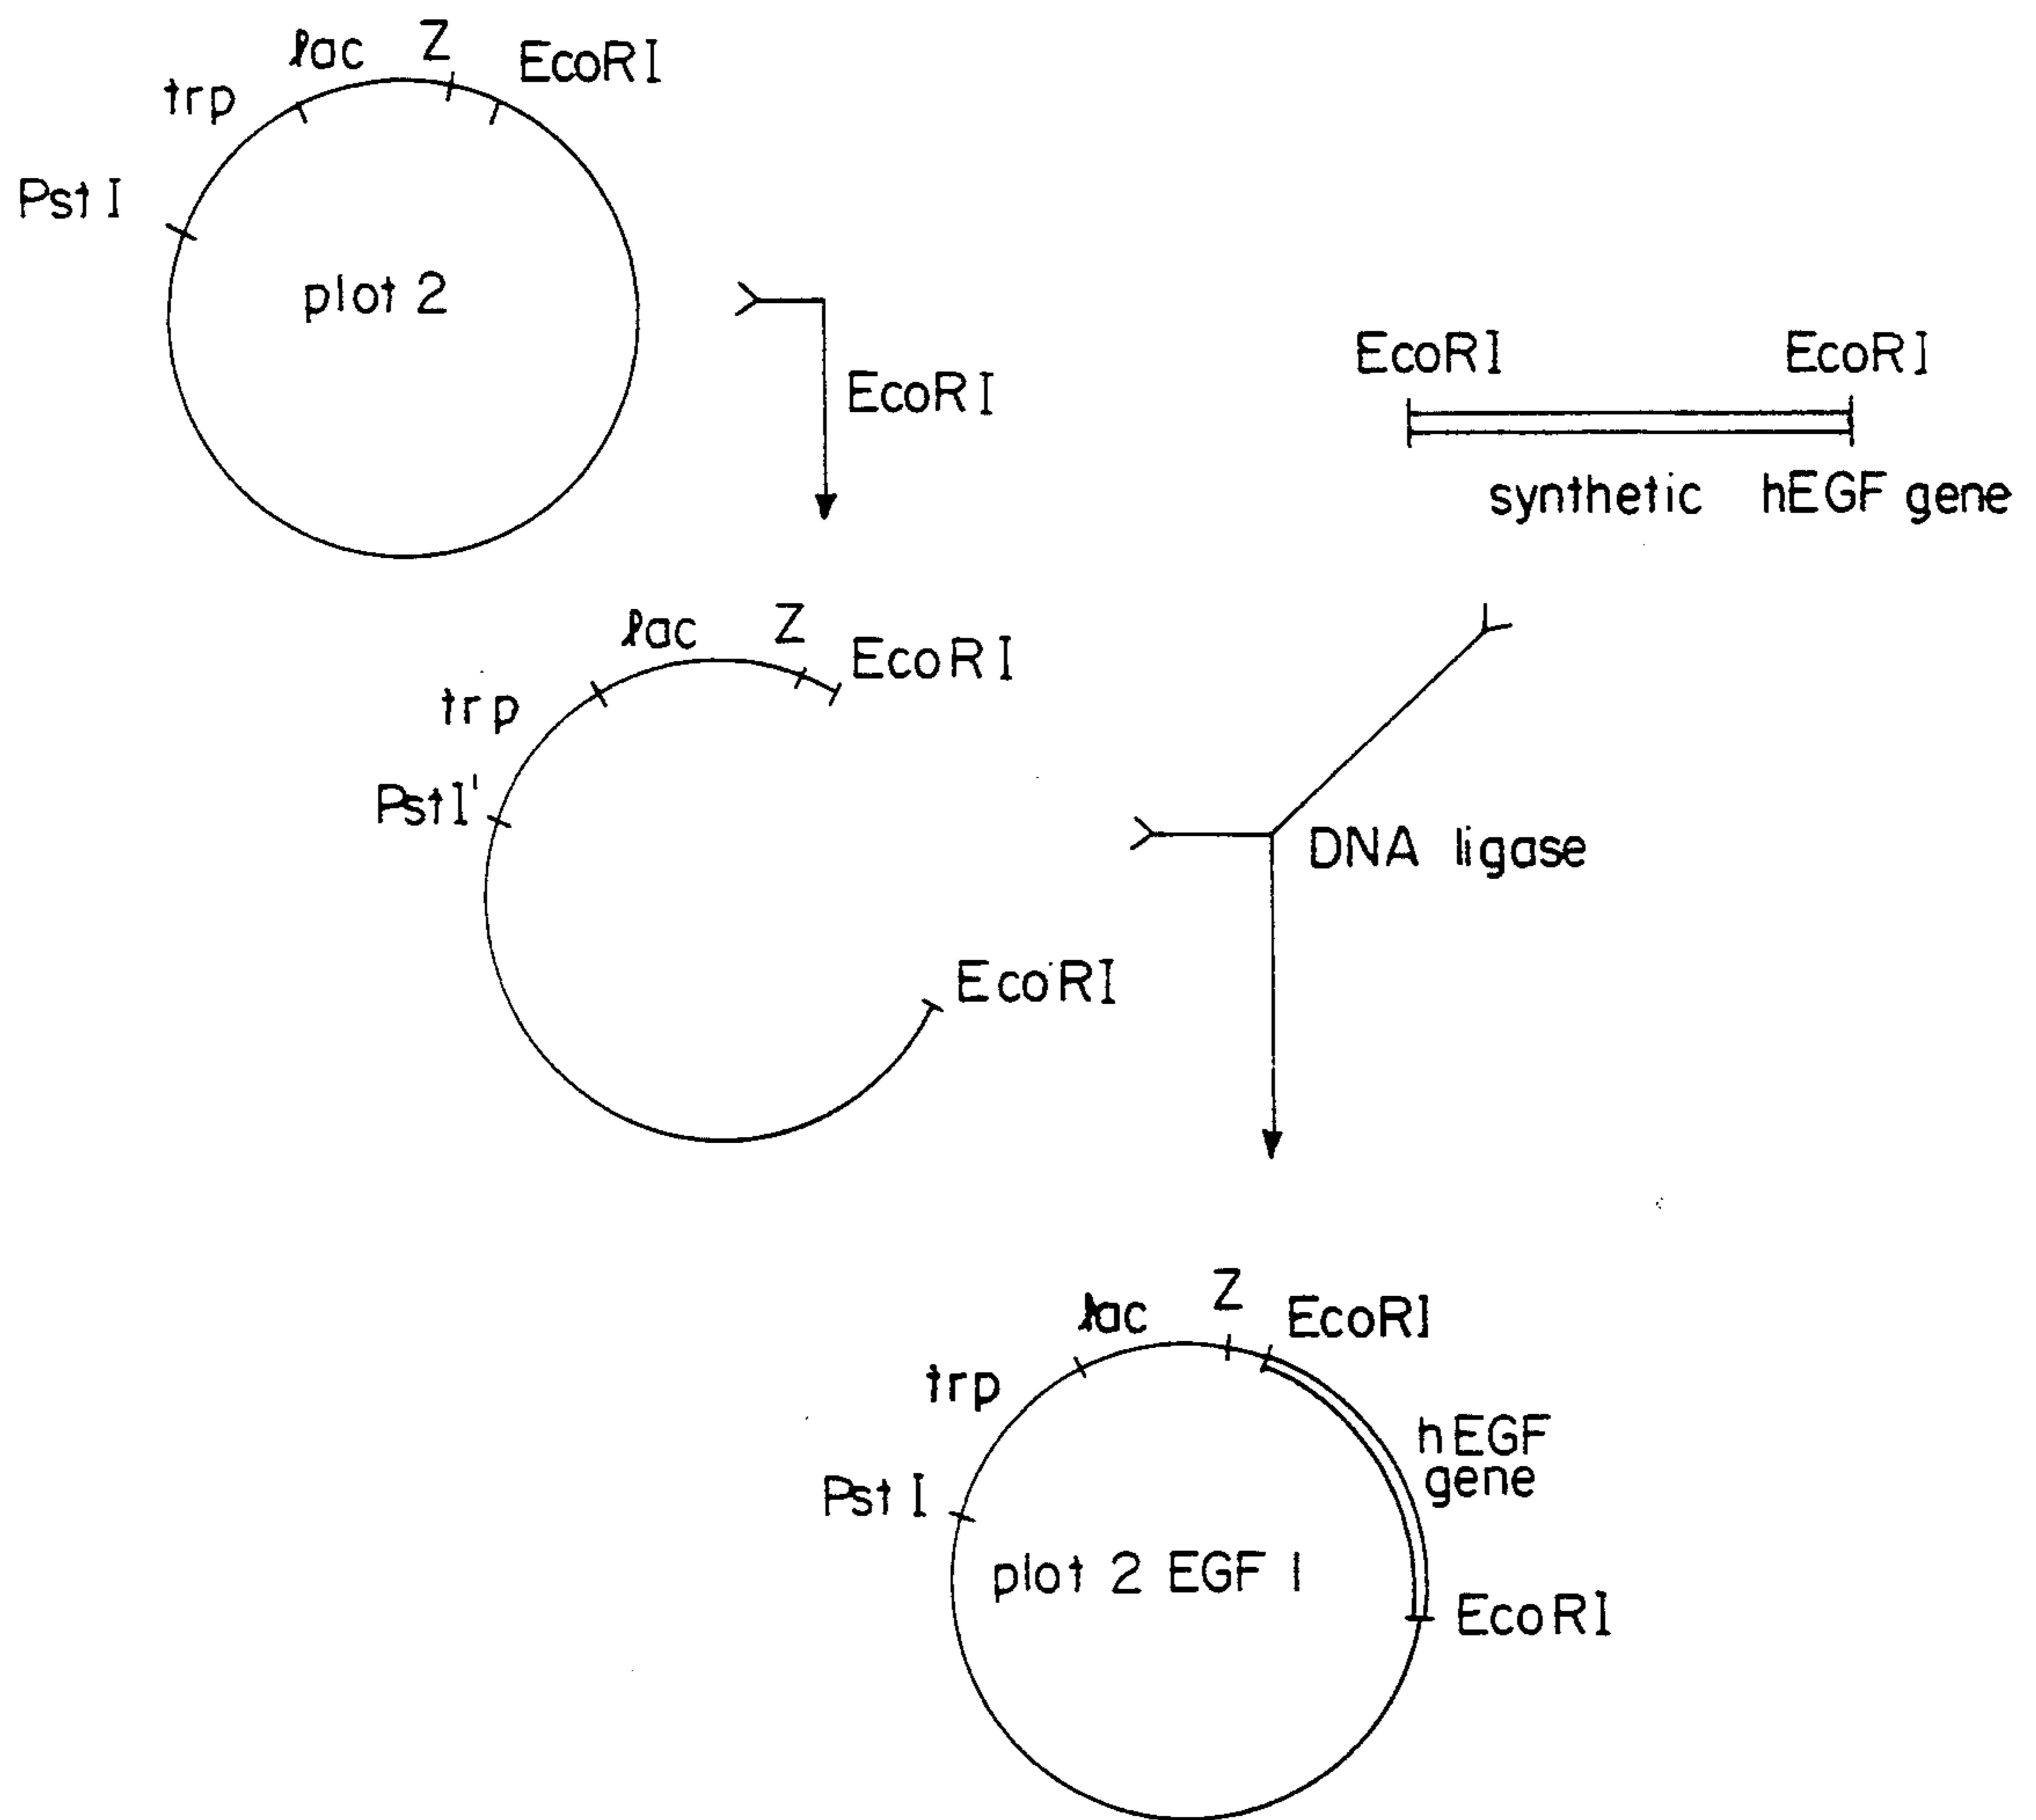 lac Z EcoRI
trp
PstI
plot 2
EcoRI
EcoRI EcoRI
synthetic hEGF gene
lac Z EcoRI
trp
PstI
EcoRI
DNA ligase
lac Z EcoRI
trp
hEGF
gene
PstI
plot 2 EGF 1
EcoRI